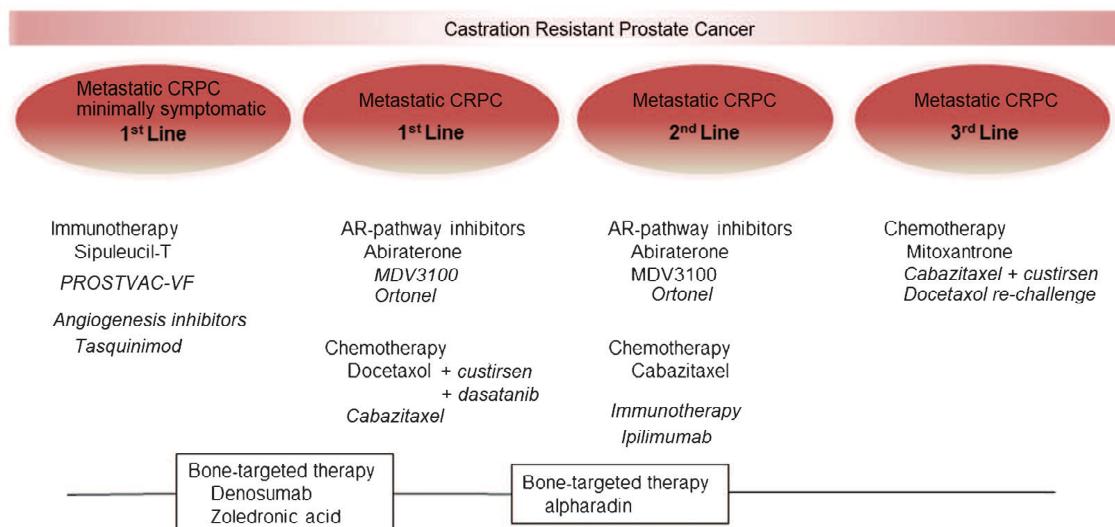 Castration Resistant Prostate Cancer
Metastatic CRPC
minimally symptomatic
1st Line
Metastatic CRPC
1st Line
Metastatic CRPC
2nd Line
Metastatic CRPC
3rd Line
Immunotherapy
Sipuleucil-T
PROSTVAC-VF
Angiogenesis inhibitors
Tasquinimod
AR-pathway inhibitors
Abiraterone
MDV3100
Ortonel
Chemotherapy
Docetaxol + custirsen
+ dasatanib
Cabazitaxel
AR-pathway inhibitors
Abiraterone
MDV3100
Ortonel
Chemotherapy
Cabazitaxel
Immunotherapy
Ipilimumab
Chemotherapy
Mitoxantrone
Cabazitaxel + custirsen
Docetaxol re-challenge
Bone-targeted therapy
Denosumab
Zoledronic acid
Bone-targeted therapy
alpharadin